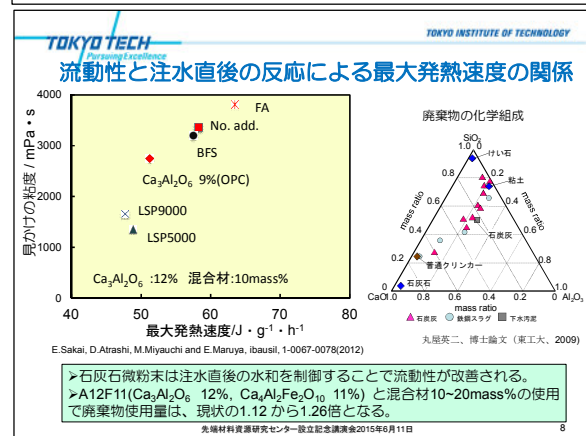 TOKYO TECH
Pursuing Excellence
TOKYO INSTITUTE OF TECHNOLOGY
流動性と注水直後の反応による最大発熱速度の関係
見かけの粘度 / mPa・s
4000
3000
2000
1000
0
FA
No. add.
BFS
Ca3Al2O6 9%(OPC)
LSP9000
LSP5000
Ca3Al2O6 :12% 混合材:10mass%
40 50 60 70 80
最大発熱速度/J・g-1・h-1
E.Sakai, D.Atrashi, M.Miyauchi and E.Maruya, ibausil, 1-0067-0078(2012)
廃棄物の化学組成
SiO2
1.0 0
けい石
0.8 0.2
粘土
mass ratio
0.6 0.4
mass ratio
0.4 0.6
石炭灰
0.2 0.8
普通クリンカー
石灰石
0 1.0
CaO1.0 0.8 0.6 0.4 0.2 0 Al2O3
mass ratio
石炭灰 鉄鋼スラグ 下水汚泥
丸屋英二、博士論文（東工大、2009）
➢石灰石微粉末は注水直後の水和を制御することで流動性が改善される。
➢A12F11(Ca3Al2O6 12%, Ca4Al2Fe2O10 11%) と混合材10~20mass%の使用
で廃棄物使用量は、現状の1.12 から1.26倍となる。
先端材料資源研究センター設立記念講演会2015年6月11日
8